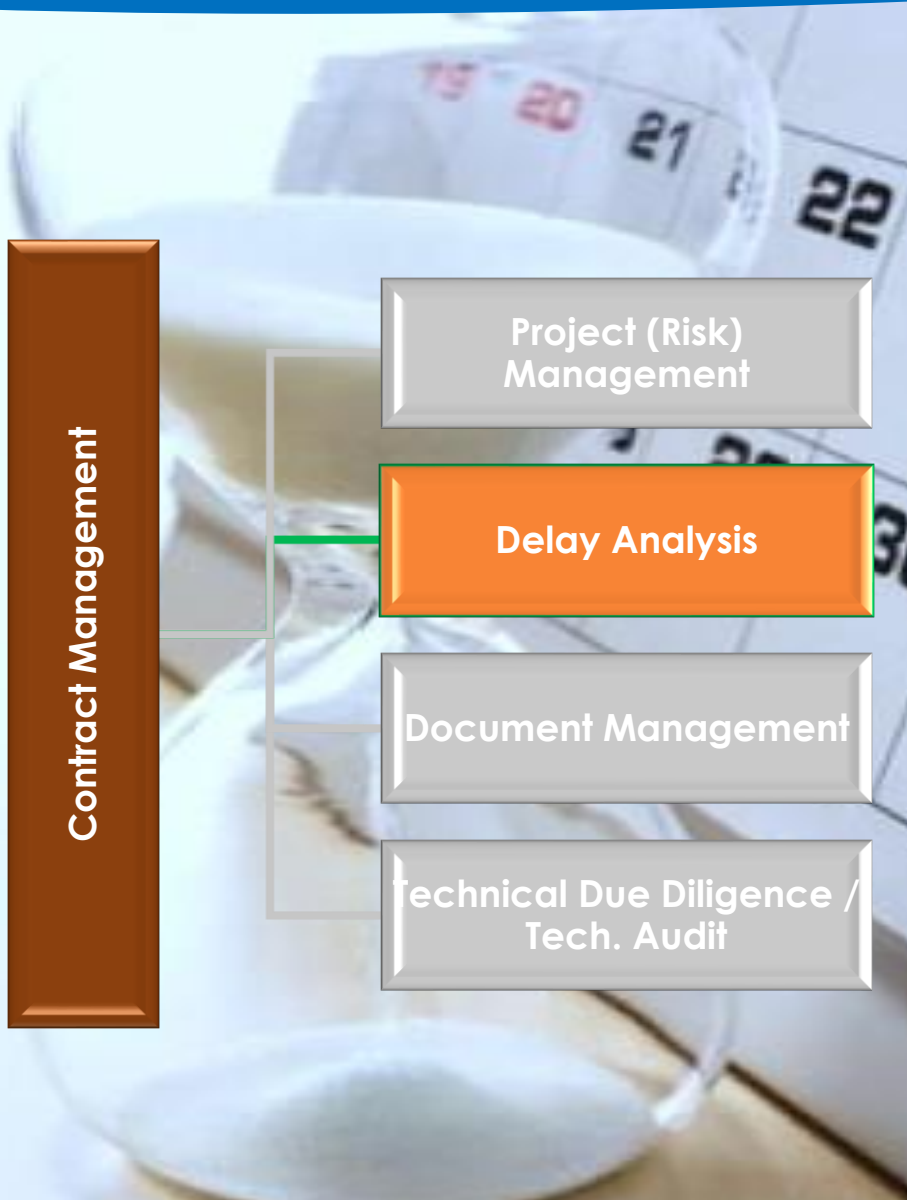 19
20
21
22
Contract Management
Project (Risk)
Management
Delay Analysis
Document Management
Technical Due Diligence /
Tech. Audit